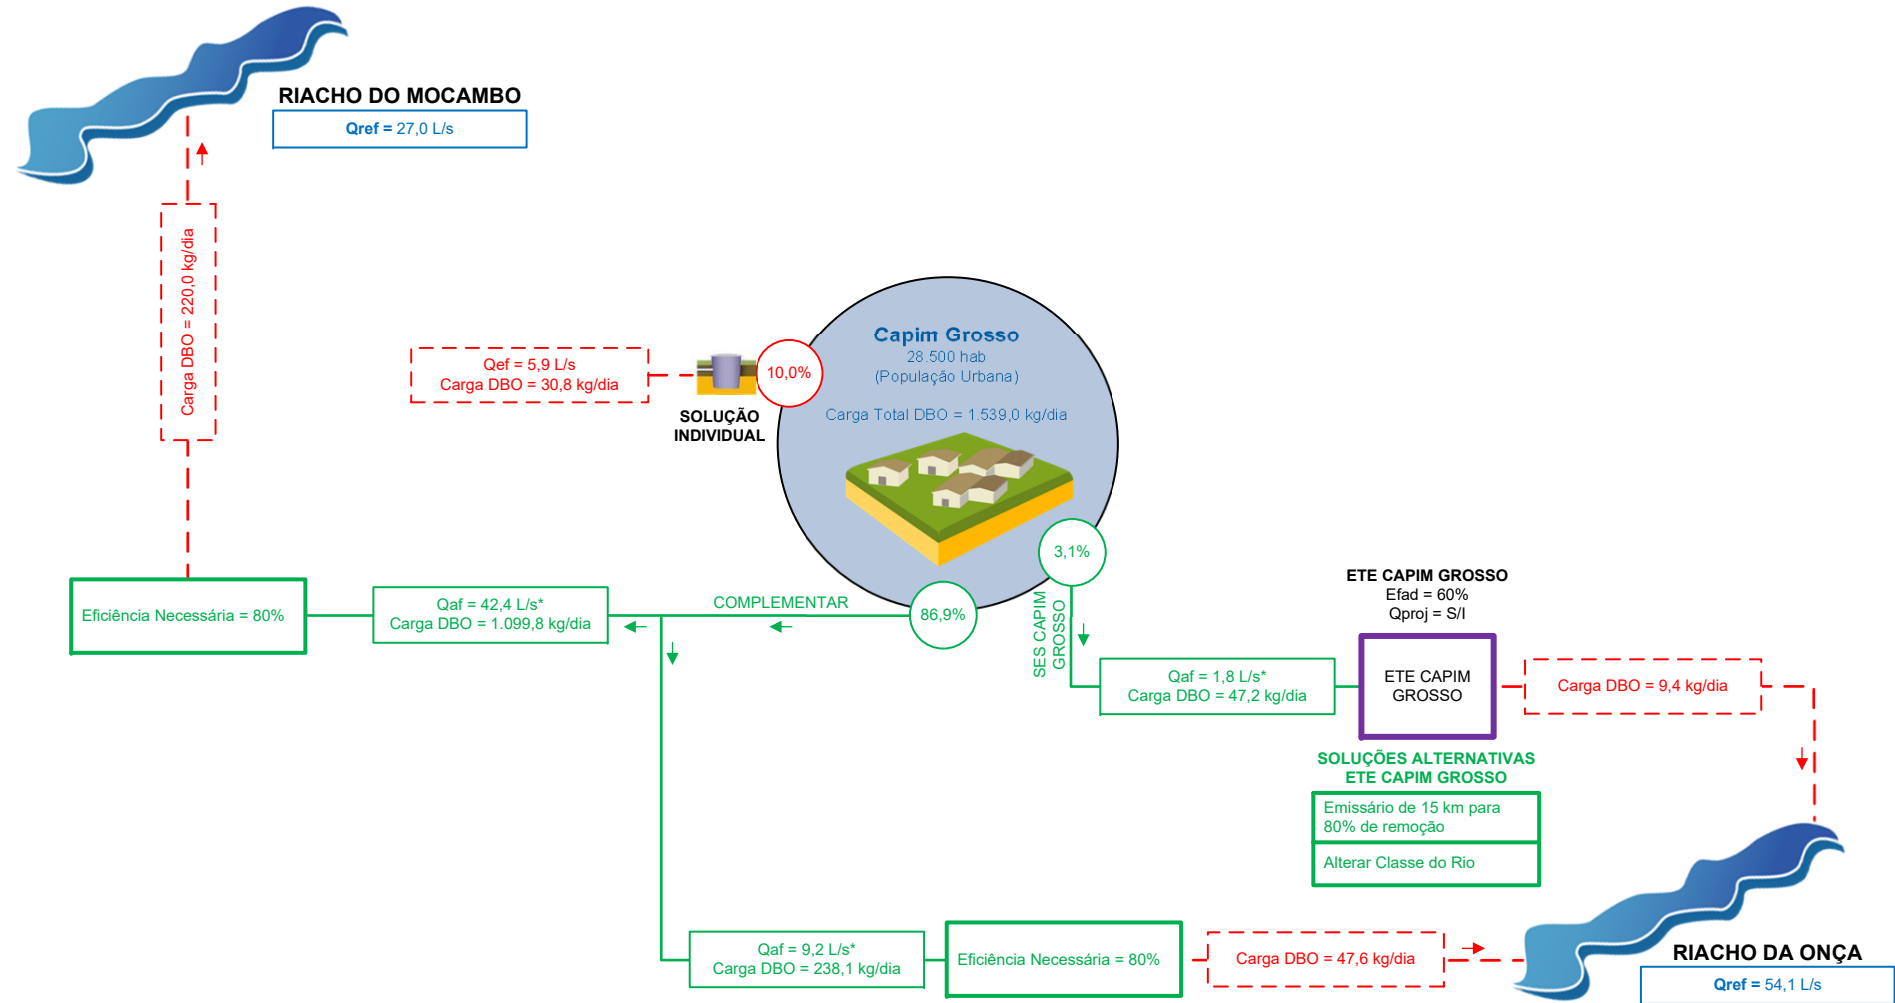 RIACHO DO MOCAMBO
Qref = 27,0 L/s
Carga DBO = 220,0 kg/dia
Capim Grosso
28.500 hab
(População Urbana)
Carga Total DBO = 1.539,0 kg/dia
10,0%
Qef = 5,9 L/s
Carga DBO = 30,8 kg/dia
SOLUÇÃO
INDIVIDUAL
3,1%
86,9%
COMPLEMENTAR
SES CAPIM
GROSSO
Eficiência Necessária = 80%
Qaf = 42,4 L/s*
Carga DBO = 1.099,8 kg/dia
ETE CAPIM GROSSO
Efad = 60%
Qproj = S/I
Qaf = 1,8 L/s*
Carga DBO = 47,2 kg/dia
ETE CAPIM
GROSSO
Carga DBO = 9,4 kg/dia
SOLUÇÕES ALTERNATIVAS
ETE CAPIM GROSSO
Emissário de 15 km para
80% de remoção
Alterar Classe do Rio
Qaf = 9,2 L/s*
Carga DBO = 238,1 kg/dia
Eficiência Necessária = 80%
Carga DBO = 47,6 kg/dia
RIACHO DA ONÇA
Qref = 54,1 L/s